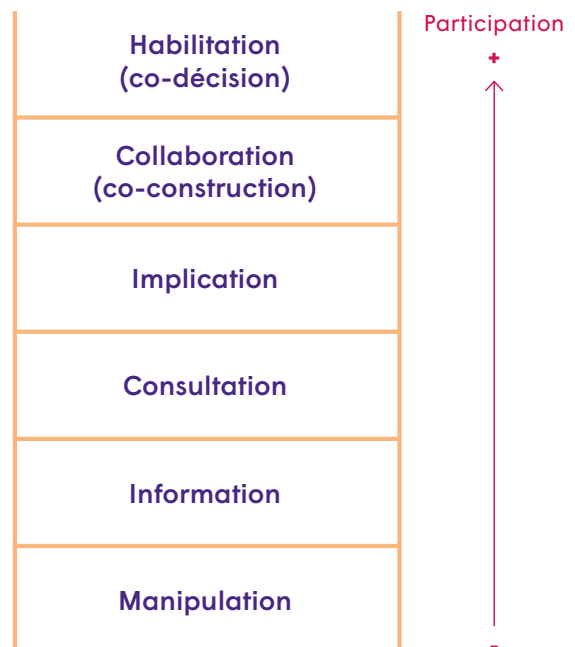 Participation
+
Habilitation
(co-décision)
Collaboration
(co-construction)
Implication
Consultation
Information
Manipulation
-